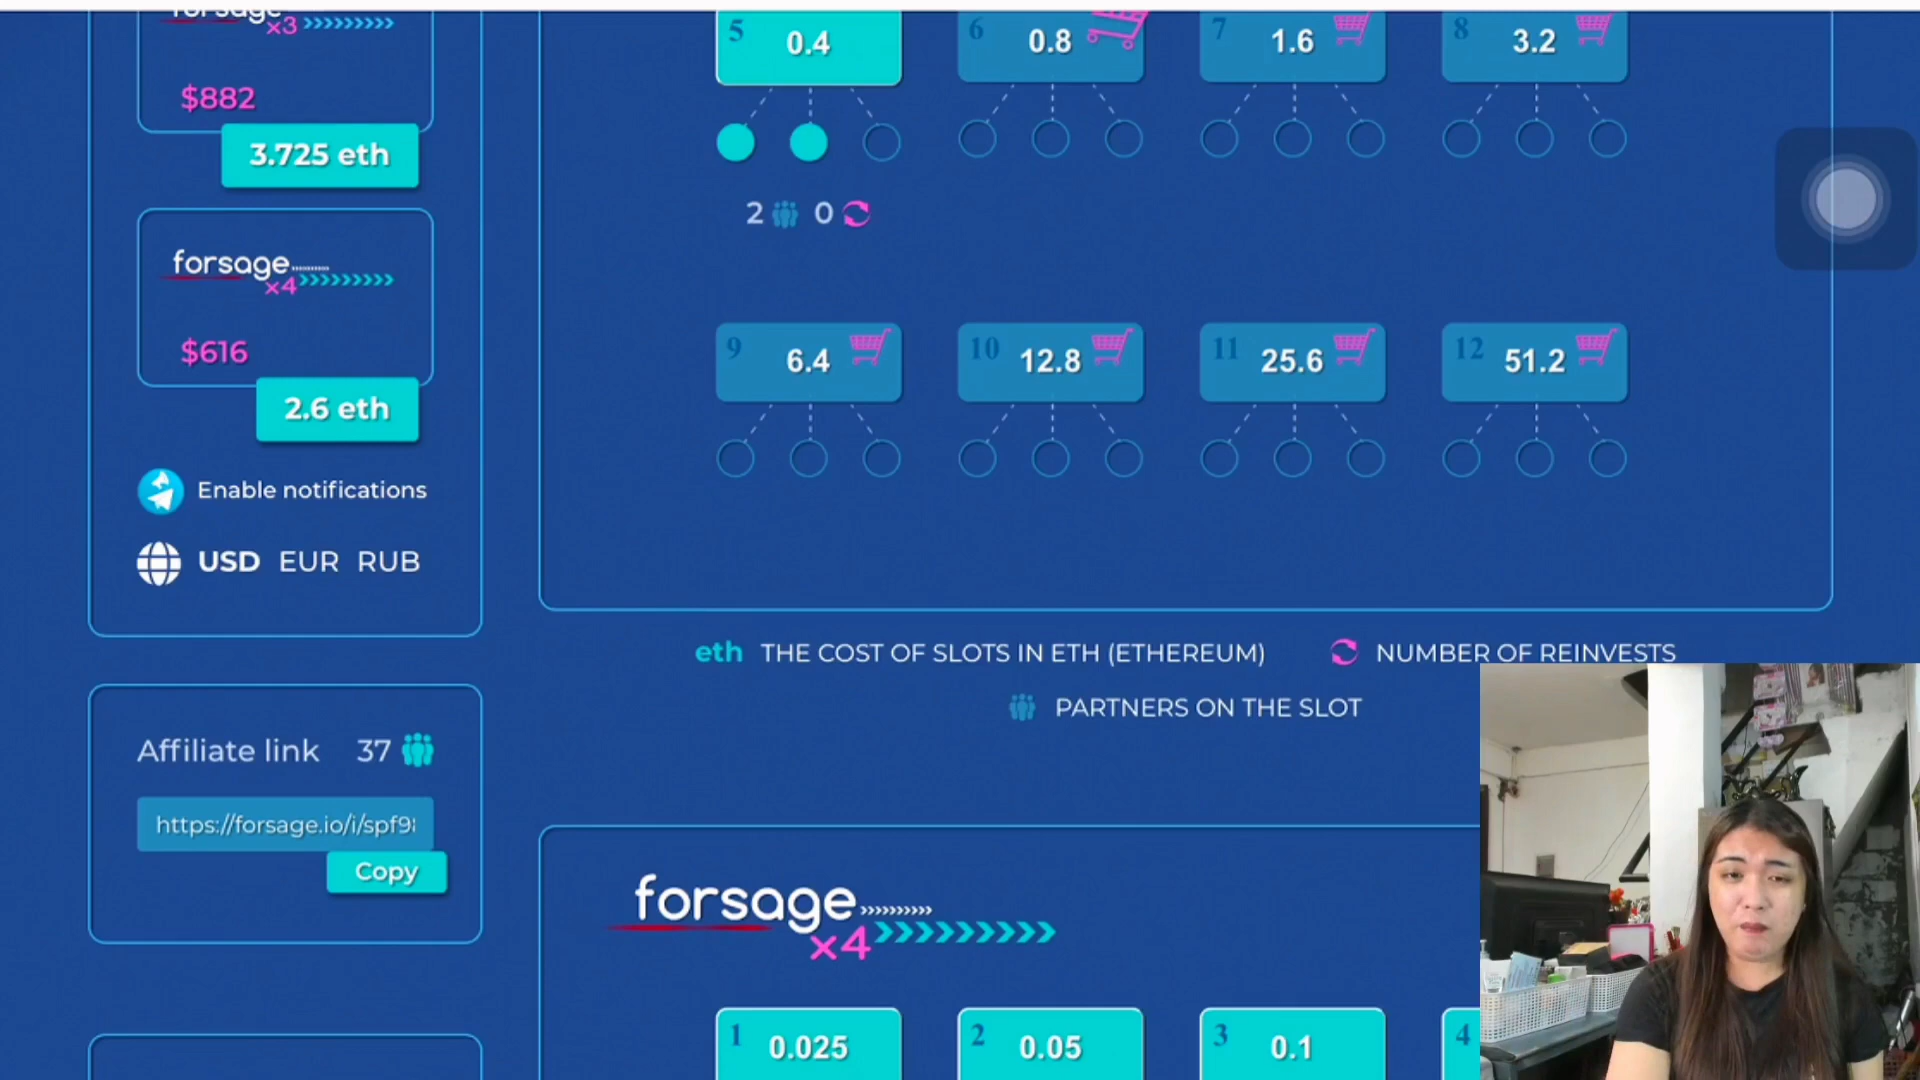 forsage
x3
$882
3.725 eth
forsage
x4
$616
2.6 eth
Enable notifications
USD EUR RUB
Affiliate link 37
https://forsage.io/i/spf9
Copy
5 0.4
6 0.8
7 1.6
8 3.2
2 0
9 6.4
10 12.8
11 25.6
12 51.2
eth THE COST OF SLOTS IN ETH (ETHEREUM)
NUMBER OF REINVESTS
PARTNERS ON THE SLOT
forsage
x4
1 0.025
2 0.05
3 0.1
4